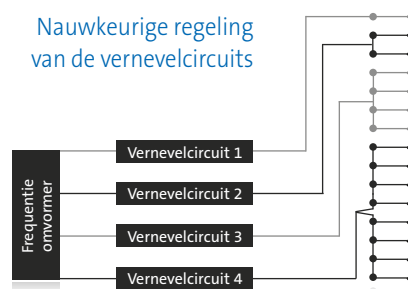 Nauwkeurige regeling
van de vernevelcircuits
Frequentie
omvormer
Vernevelcircuit 1
Vernevelcircuit 2
Vernevelcircuit 3
Vernevelcircuit 4